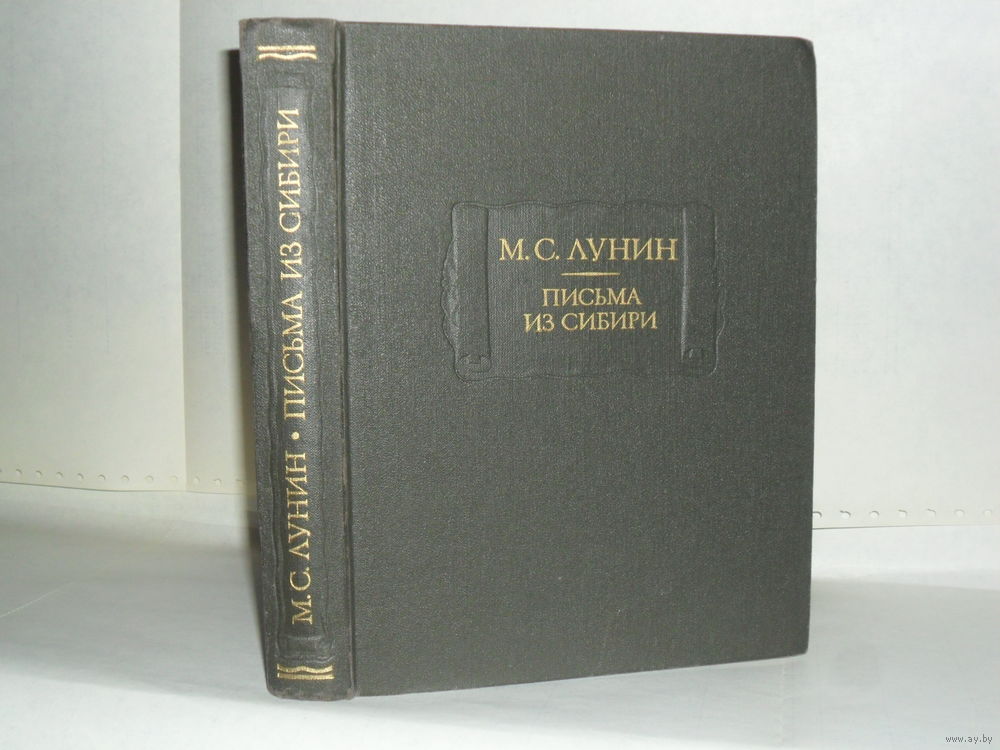 М. С. ЛУНИН • ПИСЬМА ИЗ СИБИРИ
М. С. ЛУНИН
ПИСЬМА
ИЗ СИБИРИ
www.ay.by